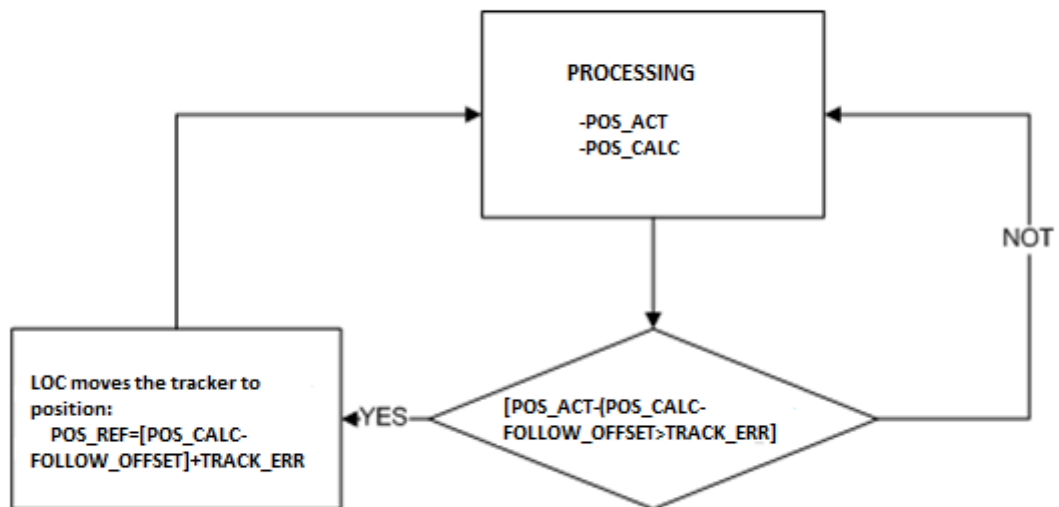 PROCESSING
-POS_ACT
-POS_CALC
NOT
LOC moves the tracker to
position:
POS_REF=[POS_CALC-
FOLLOW_OFFSET]+TRACK_ERR
YES
[POS_ACT-(POS_CALC-
FOLLOW_OFFSET>TRACK_ERR]